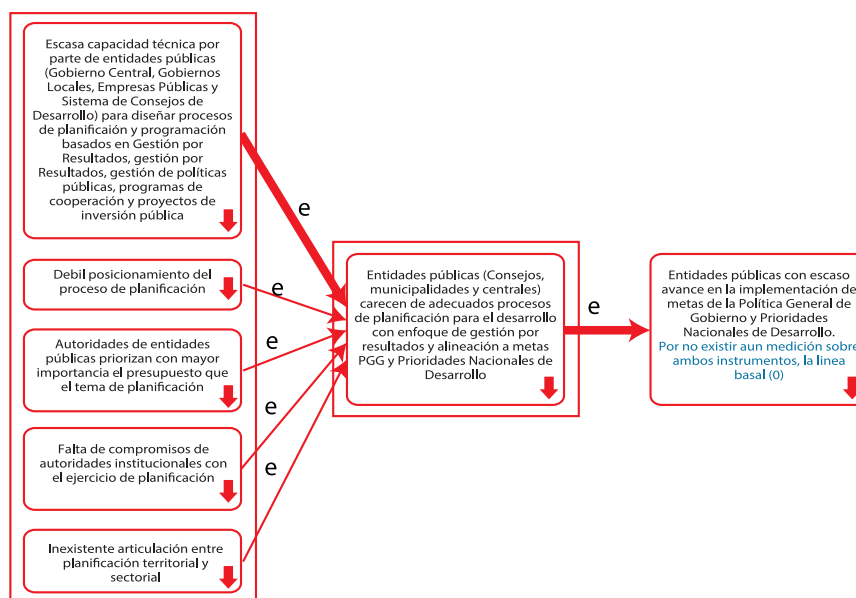 Escasa capacidad técnica por
parte de entidades públicas
(Gobierno Central, Gobiernos
Locales, Empresas Públicas y
Sistema de Consejos de
Desarrollo) para diseñar procesos
de planificaión y programación
basados en Gestión por
Resultados, gestión por
Resultados, gestión de políticas
públicas, programas de
cooperación y proyectos de
inversión pública
e
Debil posicionamiento del
proceso de planificación
e
Autoridades de entidades
públicas priorizan con mayor
importancia el presupuesto que
el tema de planificación
e
Falta de compromisos de
autoridades institucionales con
el ejercicio de planificación
e
Inexistente articulación entre
planificación territorial y
sectorial
e
Entidades públicas (Consejos,
municipalidades y centrales)
carecen de adecuados procesos
de planificación para el desarrollo
con enfoque de gestión por
resultados y alineación a metas
PGG y Prioridades Nacionales de
Desarrollo
e
Entidades públicas con escaso
avance en la implementación de
metas de la Política General de
Gobierno y Prioridades
Nacionales de Desarrollo.
Por no existir aun medición sobre
ambos instrumentos, la linea
basal (0)